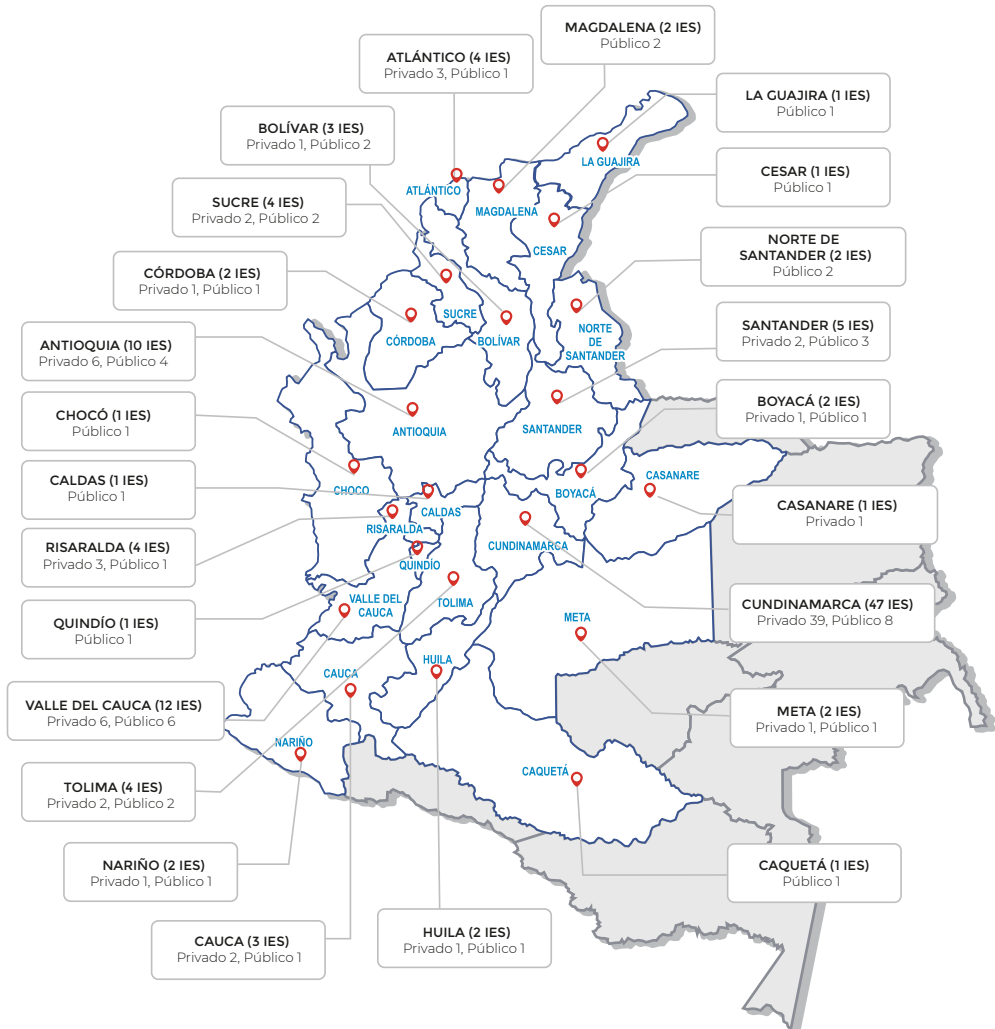 MAGDALENA (2 IES)
Público 2
ATLÁNTICO (4 IES)
Privado 3, Público 1
LA GUAJIRA (1 IES)
Público 1
BOLÍVAR (3 IES)
Privado 1, Público 2
CESAR (1 IES)
Público 1
SUCRE (4 IES)
Privado 2, Público 2
NORTE DE
SANTANDER (2 IES)
Público 2
CÓRDOBA (2 IES)
Privado 1, Público 1
SANTANDER (5 IES)
Privado 2, Público 3
ANTIOQUIA (10 IES)
Privado 6, Público 4
BOYACÁ (2 IES)
Privado 1, Público 1
CHOCÓ (1 IES)
Público 1
CALDAS (1 IES)
Público 1
CASANARE (1 IES)
Privado 1
RISARALDA (4 IES)
Privado 3, Público 1
CUNDINAMARCA (47 IES)
Privado 39, Público 8
QUINDÍO (1 IES)
Público 1
VALLE DEL CAUCA (12 IES)
Privado 6, Público 6
META (2 IES)
Privado 1, Público 1
TOLIMA (4 IES)
Privado 2, Público 2
NARIÑO (2 IES)
Privado 1, Público 1
CAQUETÁ (1 IES)
Público 1
CAUCA (3 IES)
Privado 2, Público 1
HUILA (2 IES)
Privado 1, Público 1
LA GUAJIRA
ATLÁNTICO
MAGDALENA
CESAR
SUCRE
CÓRDOBA
BOLÍVAR
NORTE
DE
SANTANDER
ANTIOQUIA
SANTANDER
CHOCO
BOYACÁ
CASANARE
CALDAS
RISARALDA
CUNDINAMARCA
QUINDÍO
VALLE DEL
CAUCA
TOLIMA
META
HUILA
CAUCA
NARIÑO
CAQUETÁ